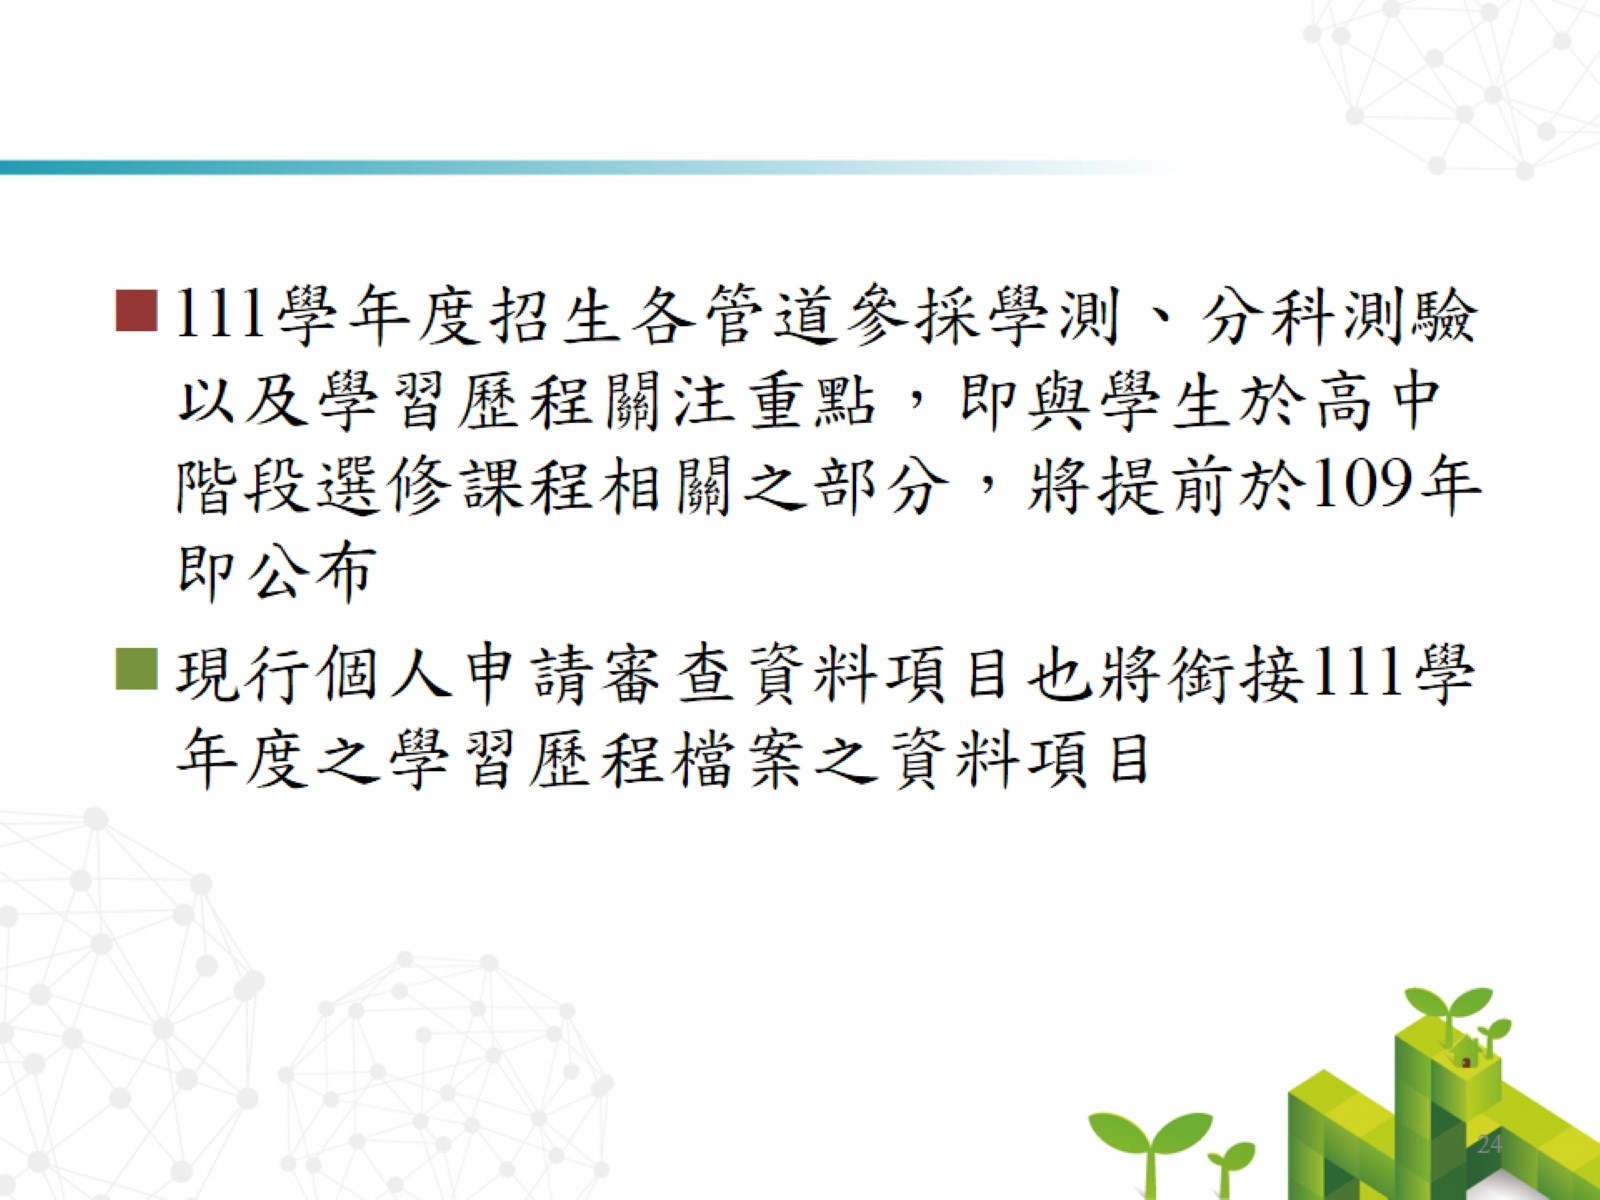 111學年度招生各管道參採學測、分科測驗
以及學習歷程關注重點，即與學生於高中
階段選修課程相關之部分，將提前於109年
即公布
現行個人申請審查資料項目也將銜接111學
年度之學習歷程檔案之資料項目
24